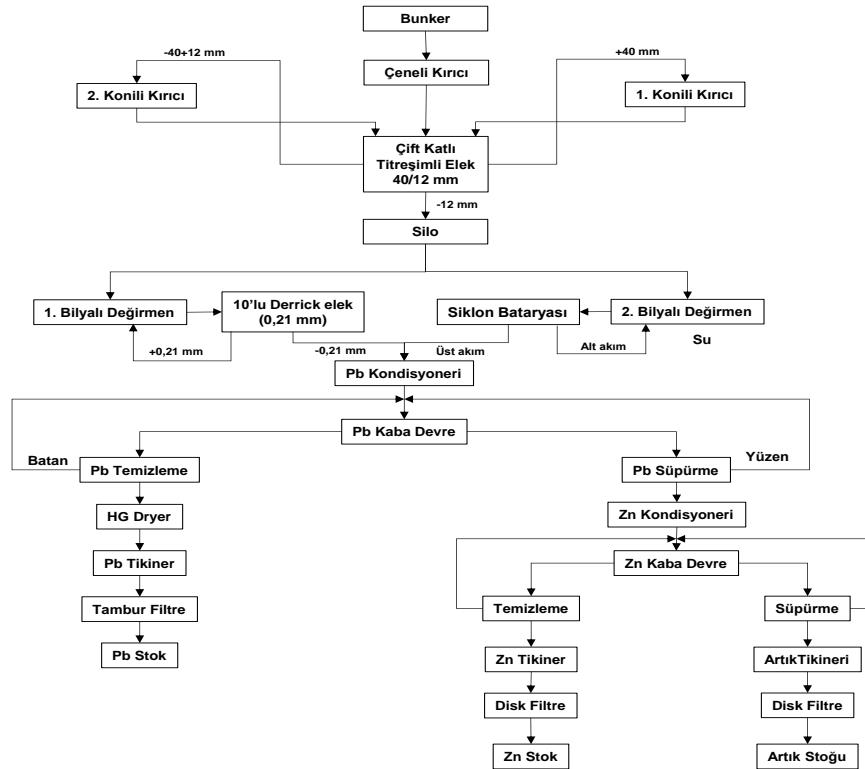 Bunker
-40+12 mm
+40 mm
Çeneli Kırıcı
2. Konili Kırıcı
1. Konili Kırıcı
Çift Katlı
Titreşimli Elek
40/12 mm
-12 mm
Silo
1. Bilyalı Değirmen
10’lu Derrick elek
(0,21 mm)
Siklon Bataryası
2. Bilyalı Değirmen
+0,21 mm
-0,21 mm
Üst akım
Alt akım
Su
Pb Kondisyoneri
Pb Kaba Devre
Batan
Yüzen
Pb Temizleme
Pb Süpürme
HG Dryer
Zn Kondisyoneri
Pb Tikiner
Zn Kaba Devre
Tambur Filtre
Temizleme
Süpürme
Pb Stok
Zn Tikiner
ArtıkTikineri
Disk Filtre
Disk Filtre
Zn Stok
Artık Stoğu